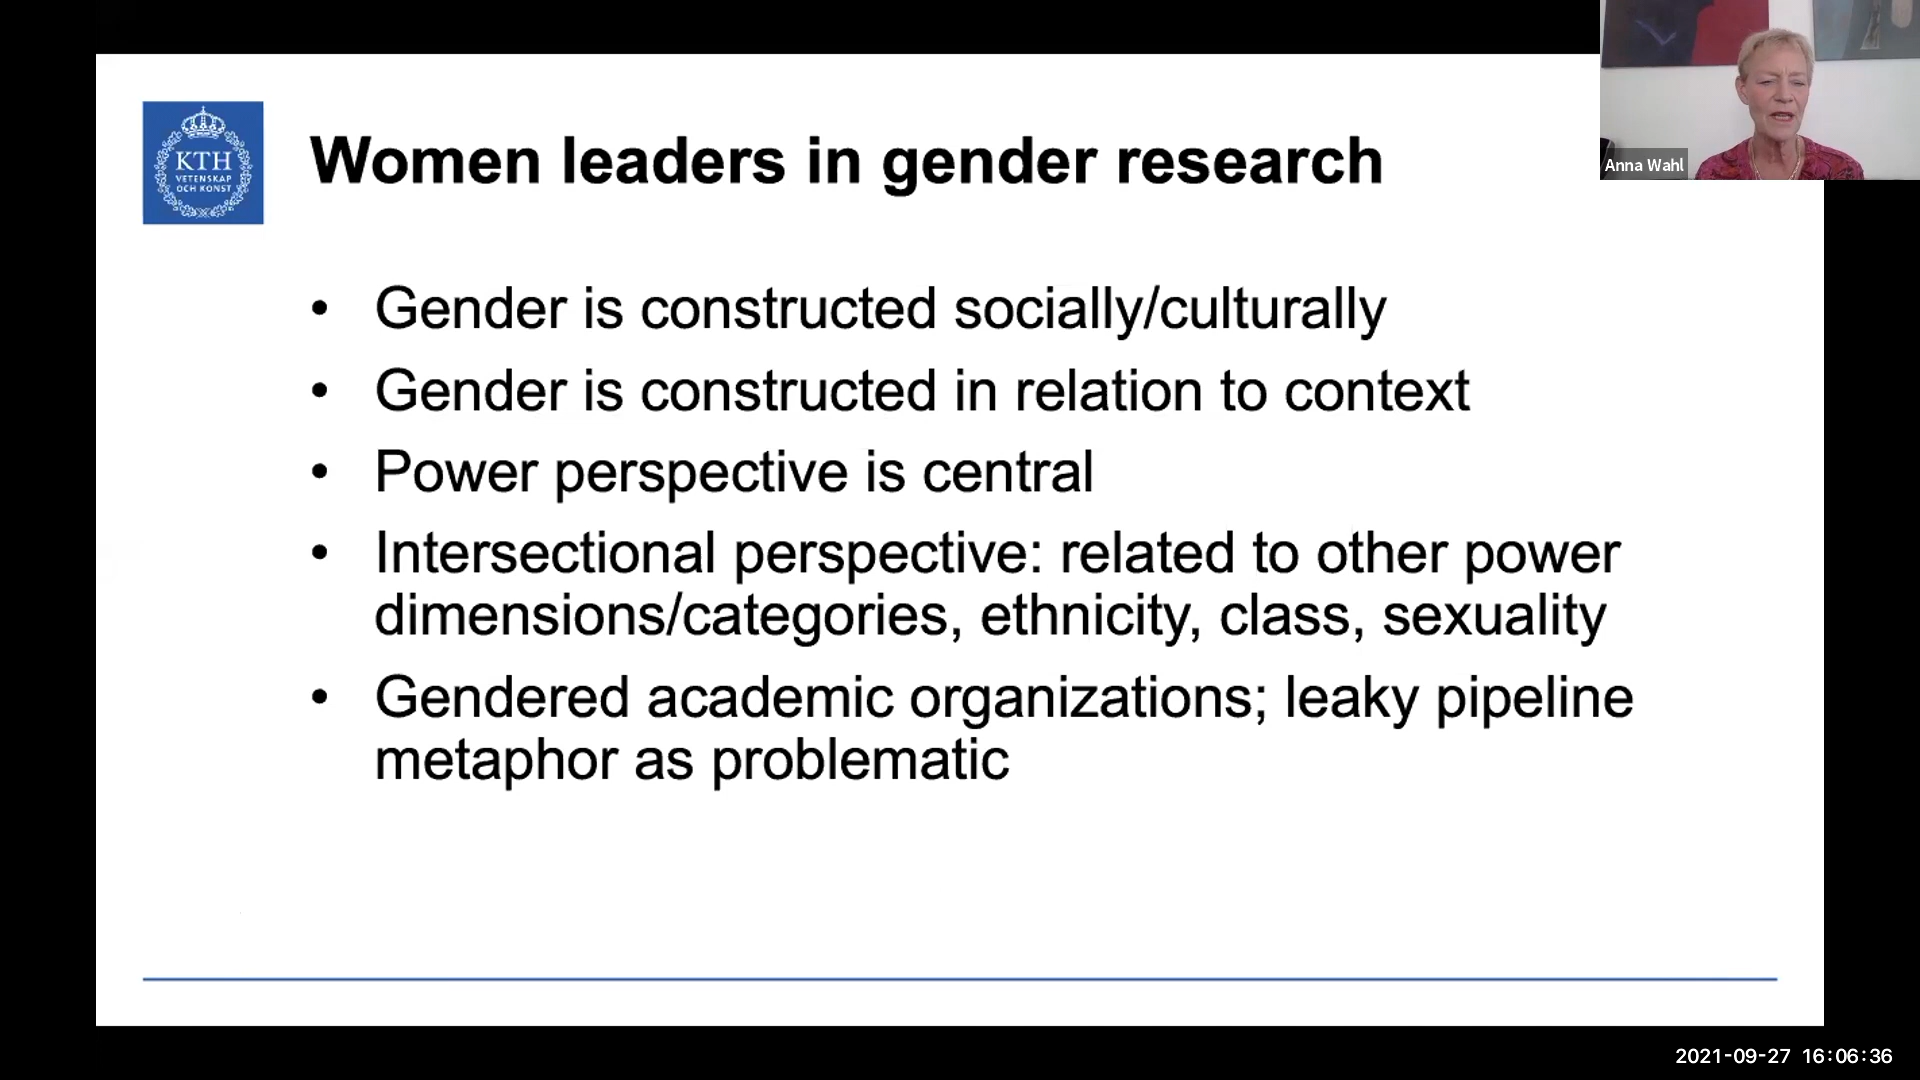 KTH
VETENSKAP
OCH KONST
Women leaders in gender research
Anna Wahl
• Gender is constructed socially/culturally
• Gender is constructed in relation to context
• Power perspective is central
• Intersectional perspective: related to other power
dimensions/categories, ethnicity, class, sexuality
• Gendered academic organizations; leaky pipeline
metaphor as problematic
2021-09-27 16:06:36